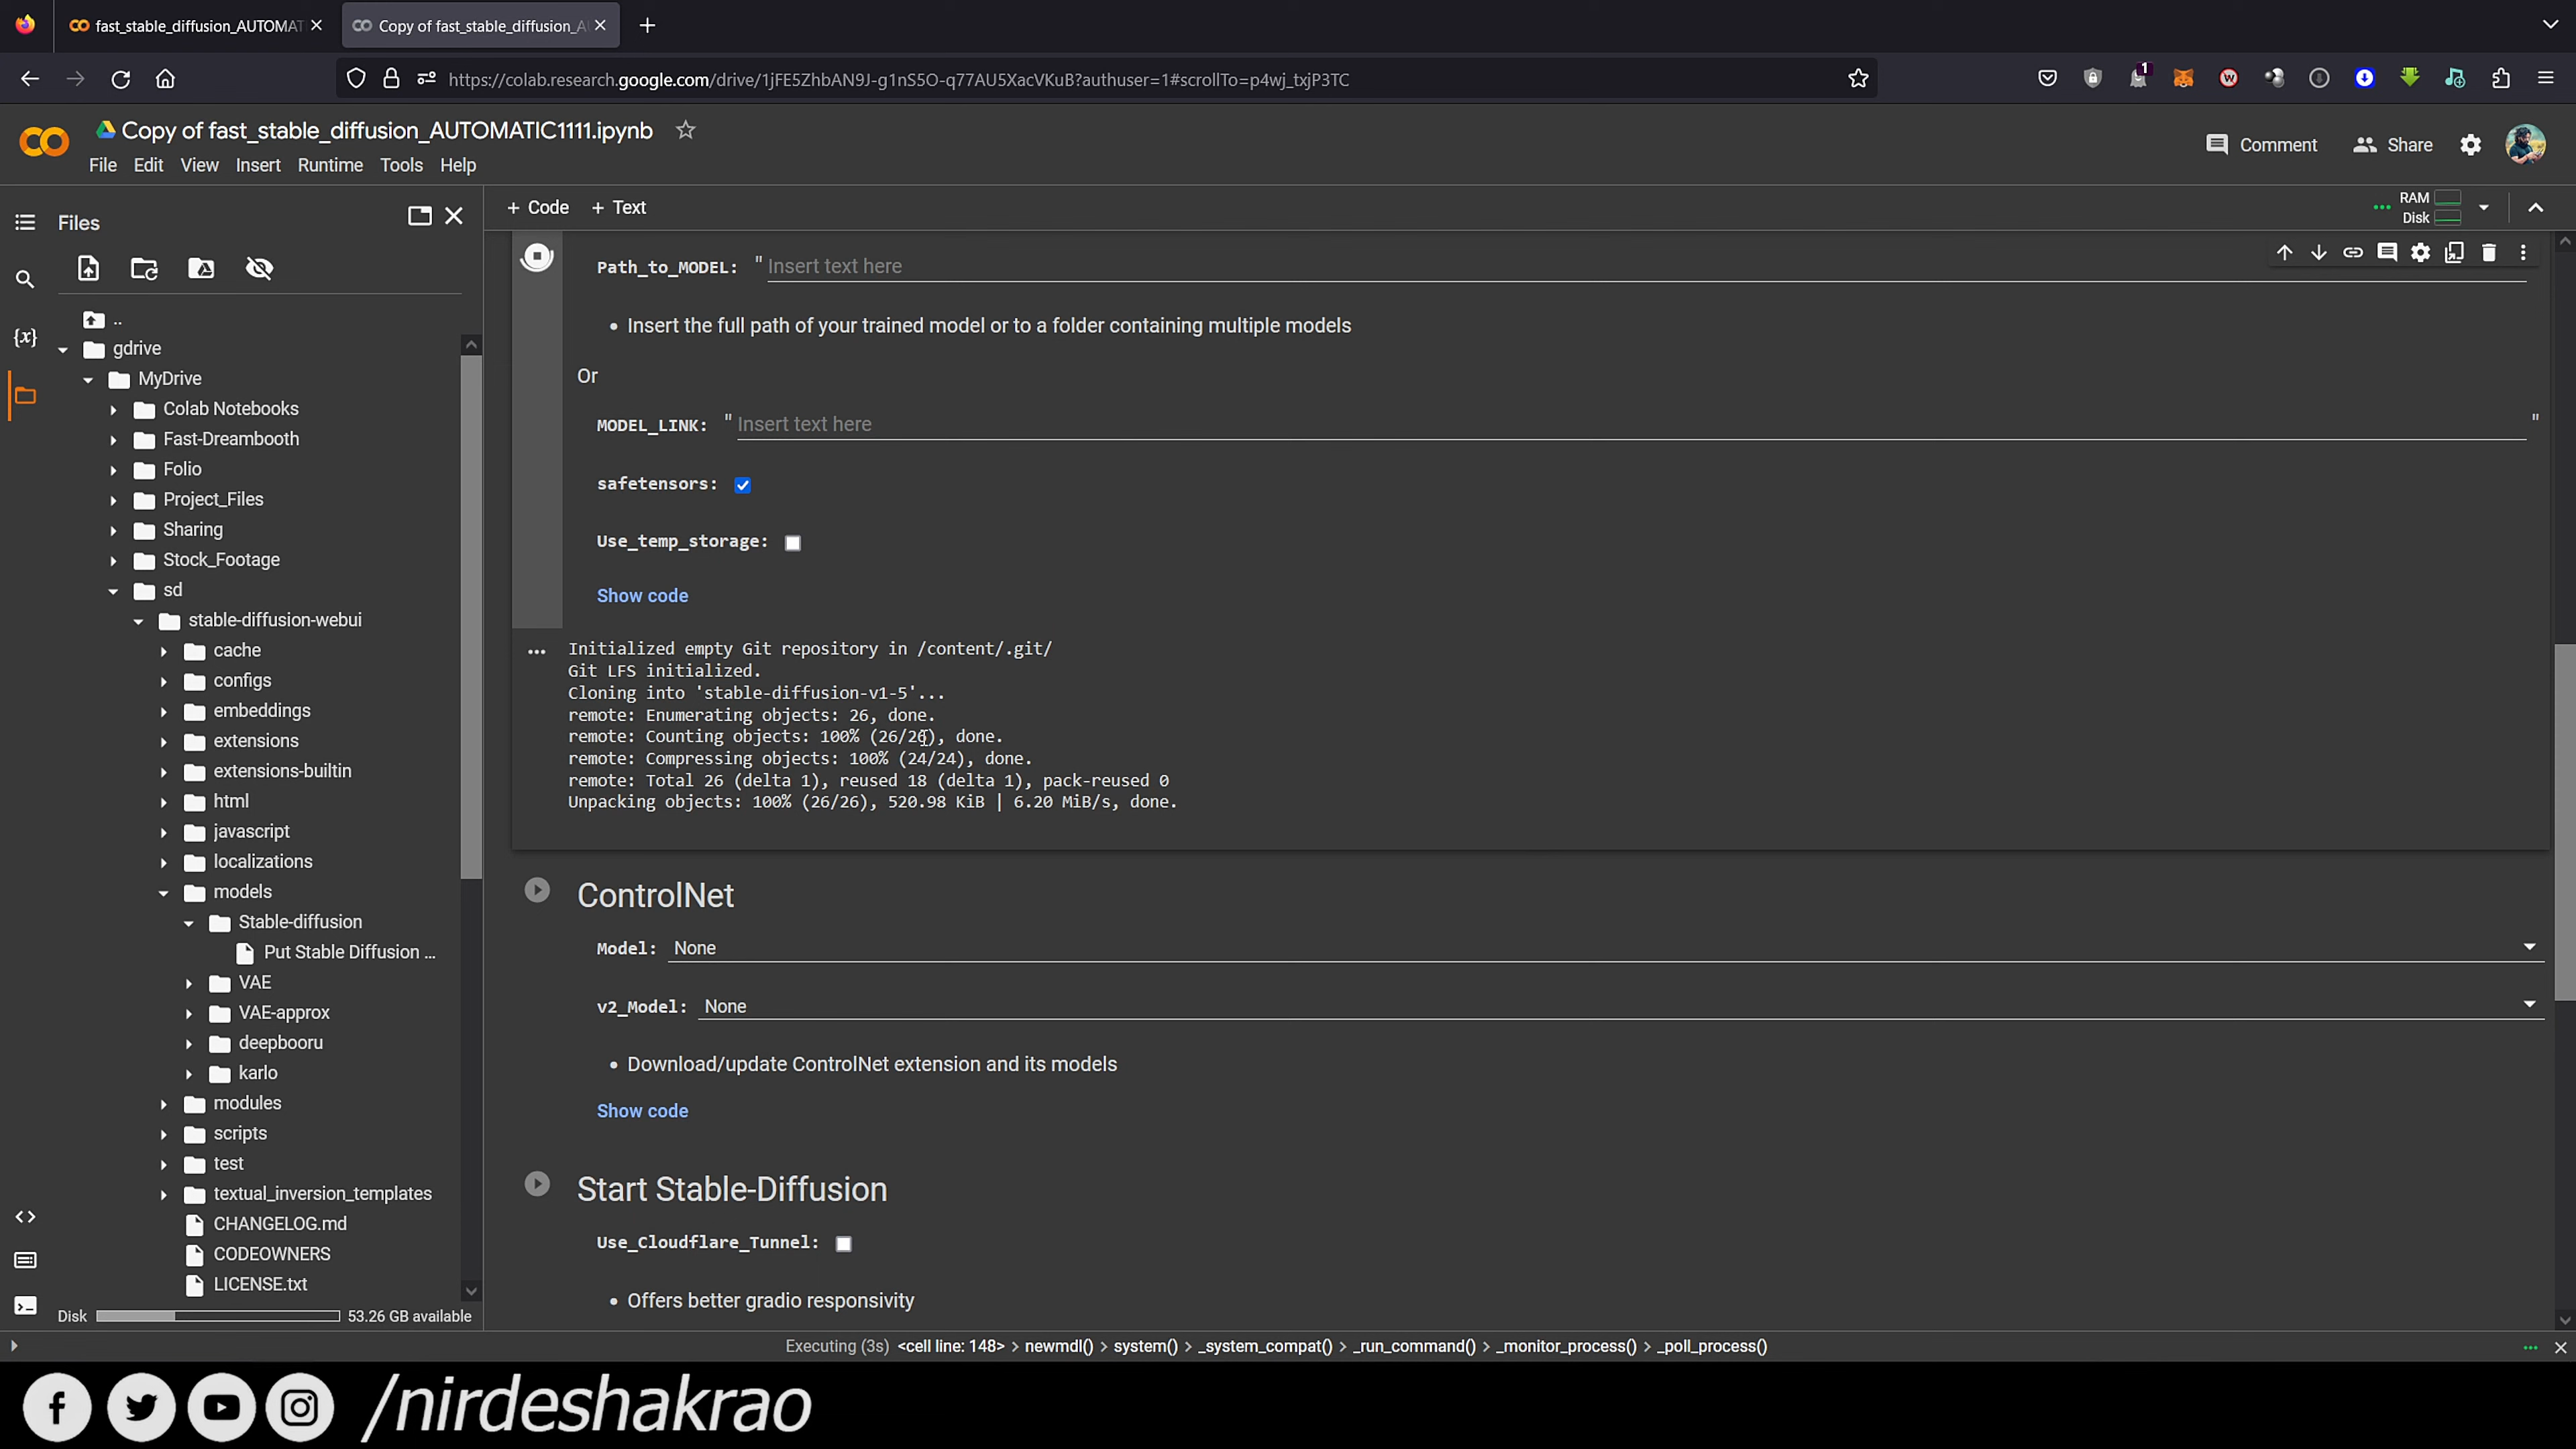 fast_stable_diffusion_AUTOMAT
Copy of fast_stable_diffusion_A
https://colab.research.google.com/drive/1jFE5ZhbAN9J-g1nS5O-q77AU5XacVKuB?authuser=1#scrollTo=p4wj_txjP3TC
1
Copy of fast_stable_diffusion_AUTOMATIC1111.ipynb
File Edit View Insert Runtime Tools Help
Comment
Share
Files
+ Code + Text
RAM
Disk
{x}
..
gdrive
MyDrive
Colab Notebooks
Fast-Dreambooth
Folio
Project_Files
Sharing
Stock_Footage
sd
stable-diffusion-webui
cache
configs
embeddings
extensions
extensions-builtin
html
javascript
localizations
models
Stable-diffusion
Put Stable Diffusion ...
VAE
VAE-approx
deepbooru
karlo
modules
scripts
test
textual_inversion_templates
CHANGELOG.md
CODEOWNERS
LICENSE.txt
Disk 53.26 GB available
Path_to_MODEL: " Insert text here
• Insert the full path of your trained model or to a folder containing multiple models
Or
MODEL_LINK: " Insert text here "
safetensors:
Use_temp_storage:
Show code
Initialized empty Git repository in /content/.git/
Git LFS initialized.
Cloning into 'stable-diffusion-v1-5'...
remote: Enumerating objects: 26, done.
remote: Counting objects: 100% (26/26), done.
remote: Compressing objects: 100% (24/24), done.
remote: Total 26 (delta 1), reused 18 (delta 1), pack-reused 0
Unpacking objects: 100% (26/26), 520.98 KiB | 6.20 MiB/s, done.
ControlNet
Model: None
v2_Model: None
• Download/update ControlNet extension and its models
Show code
Start Stable-Diffusion
Use_Cloudflare_Tunnel:
• Offers better gradio responsivity
Executing (3s) <cell line: 148> > newmdl() > system() > _system_compat() > _run_command() > _monitor_process() > _poll_process()
/nirdeshakrao